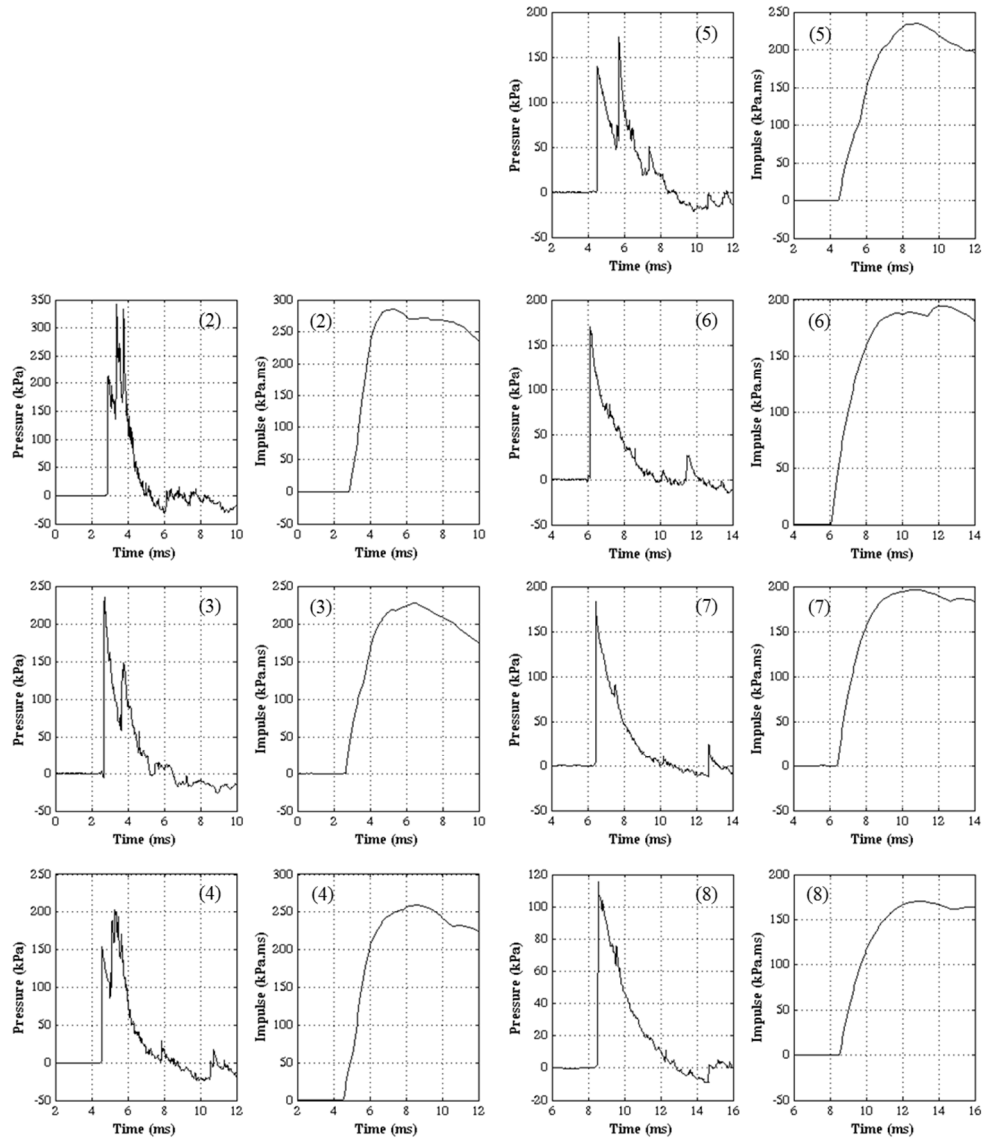 200
150
100
50
0
-50
2 4 6 8 10 12
Pressure (kPa)
Time (ms)
(5)
250
200
150
100
50
0
-50
2 4 6 8 10 12
Impulse (kPa.ms)
Time (ms)
(5)
350
300
250
200
150
100
50
0
-50
0 2 4 6 8 10
Pressure (kPa)
Time (ms)
(2)
300
250
200
150
100
50
0
-50
0 2 4 6 8 10
Impulse (kPa.ms)
Time (ms)
(2)
200
150
100
50
0
-50
4 6 8 10 12 14
Pressure (kPa)
Time (ms)
(6)
200
150
100
50
0
4 6 8 10 12 14
Impulse (kPa.ms)
Time (ms)
(6)
250
200
150
100
50
0
-50
0 2 4 6 8 10
Pressure (kPa)
Time (ms)
(3)
250
200
150
100
50
0
-50
0 2 4 6 8 10
Impulse (kPa.ms)
Time (ms)
(3)
200
150
100
50
0
-50
4 6 8 10 12 14
Pressure (kPa)
Time (ms)
(7)
200
150
100
50
0
-50
4 6 8 10 12 14
Impulse (kPa.ms)
Time (ms)
(7)
250
200
150
100
50
0
-50
2 4 6 8 10 12
Pressure (kPa)
Time (ms)
(4)
300
250
200
150
100
50
0
2 4 6 8 10 12
Impulse (kPa.ms)
Time (ms)
(4)
120
100
80
60
40
20
0
-20
6 8 10 12 14 16
Pressure (kPa)
Time (ms)
(8)
200
150
100
50
0
-50
6 8 10 12 14 16
Impulse (kPa.ms)
Time (ms)
(8)